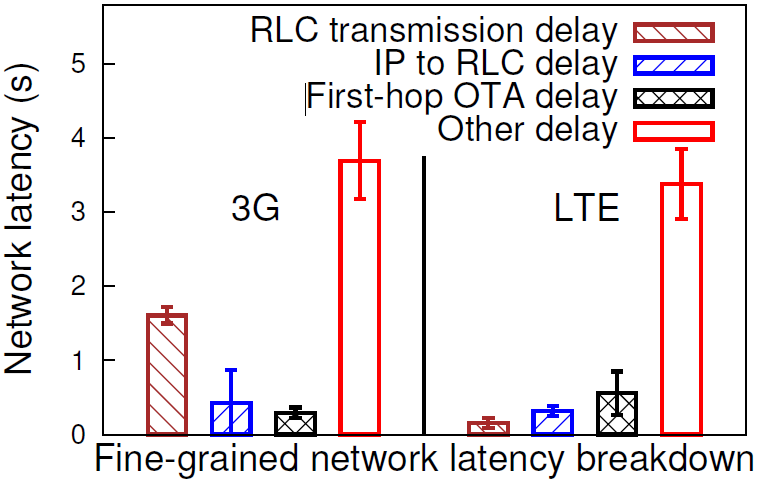 RLC transmission delay
IP to RLC delay
First-hop OTA delay
Other delay
Network latency (s)
5
4
3
2
1
0
3G
LTE
Fine-grained network latency breakdown